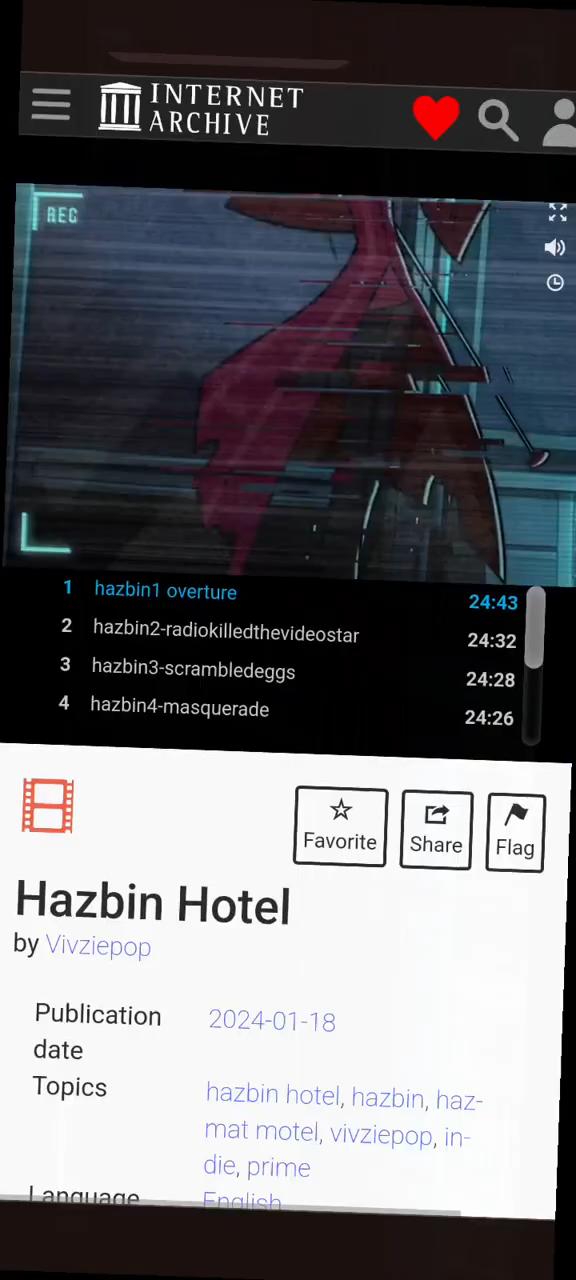 INTERNET
ARCHIVE
REC
1 hazbin1 overture 24:43
2 hazbin2-radiokilledthevideostar 24:32
3 hazbin3-scrambledeggs 24:28
4 hazbin4-masquerade 24:26
Favorite Share Flag
Hazbin Hotel
by Vivziepop
Publication 2024-01-18
date
Topics hazbin hotel, hazbin, haz-
mat motel, vivziepop, in-
die, prime
Language English